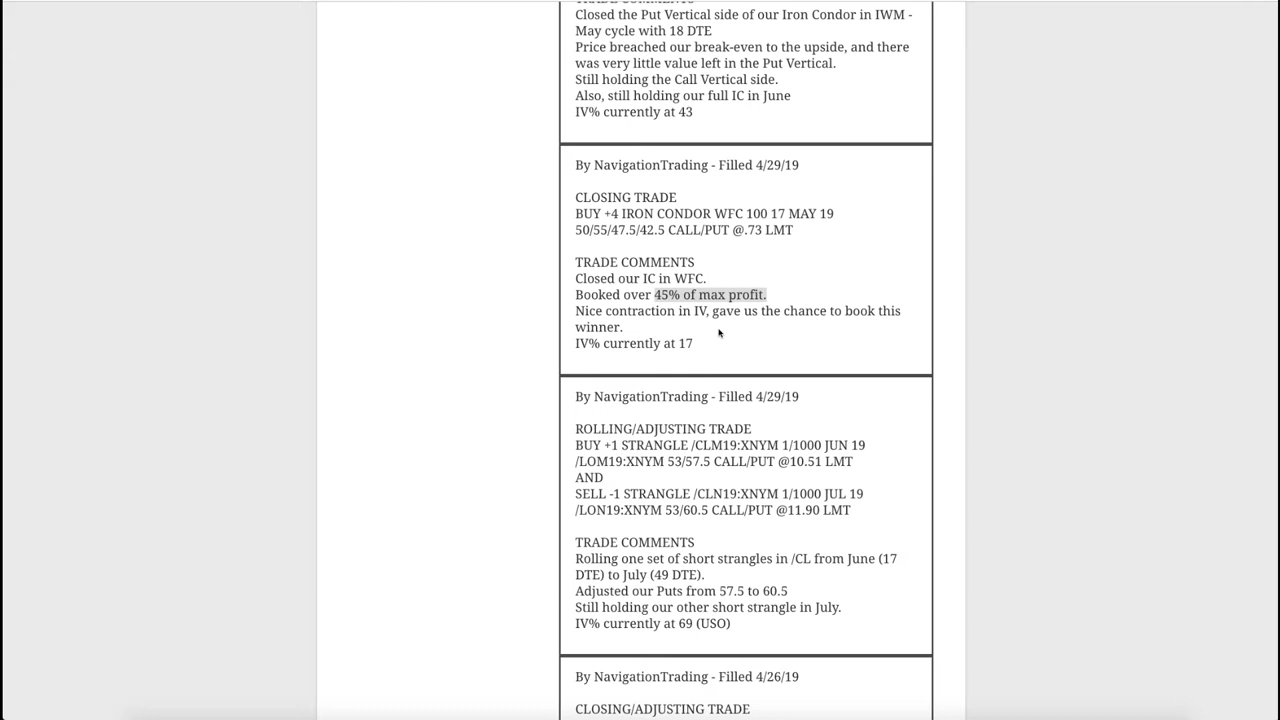 Closed the Put Vertical side of our Iron Condor in IWM -
May cycle with 18 DTE
Price breached our break-even to the upside, and there
was very little value left in the Put Vertical.
Still holding the Call Vertical side.
Also, still holding our full IC in June
IV% currently at 43
By NavigationTrading - Filled 4/29/19
CLOSING TRADE
BUY +4 IRON CONDOR WFC 100 17 MAY 19
50/55/47.5/42.5 CALL/PUT @.73 LMT
TRADE COMMENTS
Closed our IC in WFC.
Booked over 45% of max profit.
Nice contraction in IV, gave us the chance to book this
winner.
IV% currently at 17
By NavigationTrading - Filled 4/29/19
ROLLING/ADJUSTING TRADE
BUY +1 STRANGLE /CLM19:XNYM 1/1000 JUN 19
/LOM19:XNYM 53/57.5 CALL/PUT @10.51 LMT
AND
SELL -1 STRANGLE /CLN19:XNYM 1/1000 JUL 19
/LON19:XNYM 53/60.5 CALL/PUT @11.90 LMT
TRADE COMMENTS
Rolling one set of short strangles in /CL from June (17
DTE) to July (49 DTE).
Adjusted our Puts from 57.5 to 60.5
Still holding our other short strangle in July.
IV% currently at 69 (USO)
By NavigationTrading - Filled 4/26/19
CLOSING/ADJUSTING TRADE